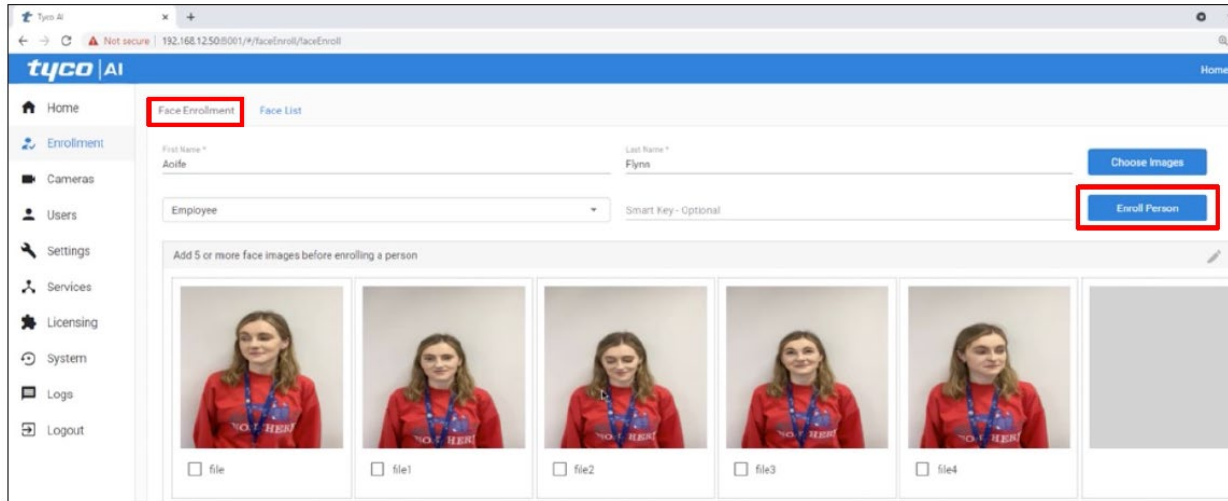 Tyco AI
Not secure 192.168.12.50:8001/#/faceEnroll/faceEnroll
tyco AI
Home
Home
Enrollment
Cameras
Users
Settings
Services
Licensing
System
Logs
Logout
Face Enrollment Face List
First Name *
Aoife
Last Name *
Flynn
Choose Images
Employee
Smart Key - Optional
Enroll Person
Add 5 or more face images before enrolling a person
file
file1
file2
file3
file4